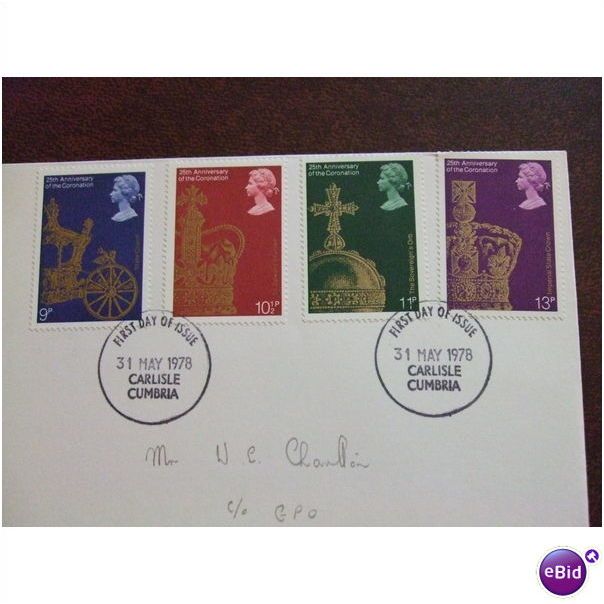 25th Anniversary
of the Coronation
9P
25th Anniversary
of the Coronation
10½P
25th Anniversary
of the Coronation
The Sovereign's Orb
11P
25th Anniversary
of the Coronation
Imperial State Crown
13P
FIRST DAY OF ISSUE
31 MAY 1978
CARLISLE
CUMBRIA
FIRST DAY OF ISSUE
31 MAY 1978
CARLISLE
CUMBRIA
Mr W. C. Charlton
c/o GPO
eBid